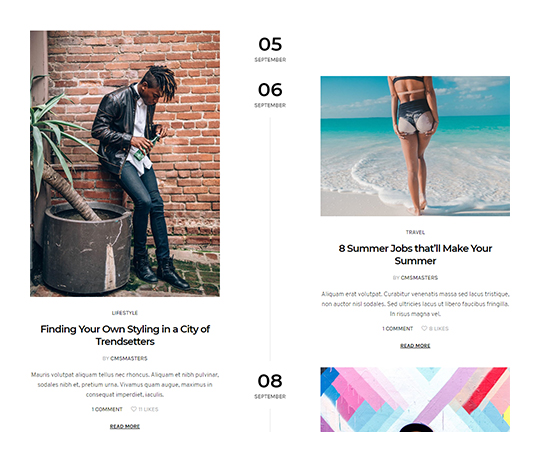 05
SEPTEMBER
06
SEPTEMBER
LIFESTYLE
Finding Your Own Styling in a City of
Trendsetters
BY CMSMASTERS
Mauris volutpat aliquam tellus nec rhoncus. Aliquam et nibh pulvinar,
sodales nibh et, pretium urna. Vivamus quam augue, maximus in
consequat imperdiet, iaculis.
1 COMMENT 11 LIKES
READ MORE
TRAVEL
8 Summer Jobs that'll Make Your
Summer
BY CMSMASTERS
Aliquam erat volutpat. Curabitur venenatis massa sed lacus tristique,
non auctor nisl sodales. Sed ultricies lacus ut libero faucibus fringilla.
In risus magna vel.
1 COMMENT 8 LIKES
READ MORE
08
SEPTEMBER